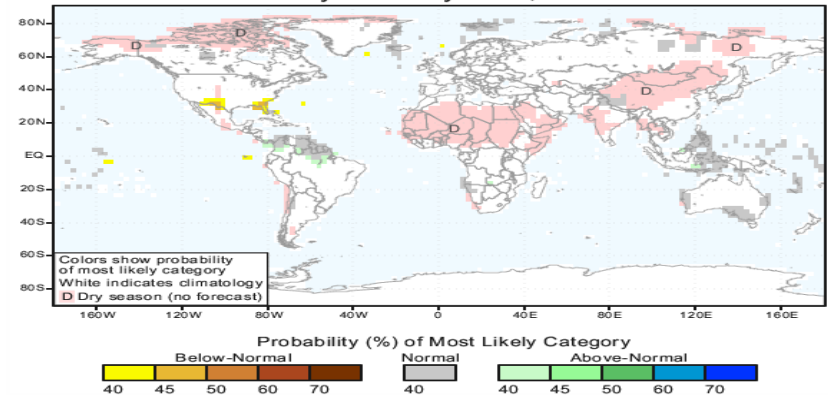 80N
60N
40N
20N
EQ
20S
40S
60S
80S
D
D
D
D
D
Colors show probability
of most likely category
White indicates climatology
D Dry season (no forecast)
160W 120W 80W 40W 0 40E 80E 120E 160E
Probability (%) of Most Likely Category
Below-Normal Normal Above-Normal
40 45 50 60 70 40 40 45 50 60 70